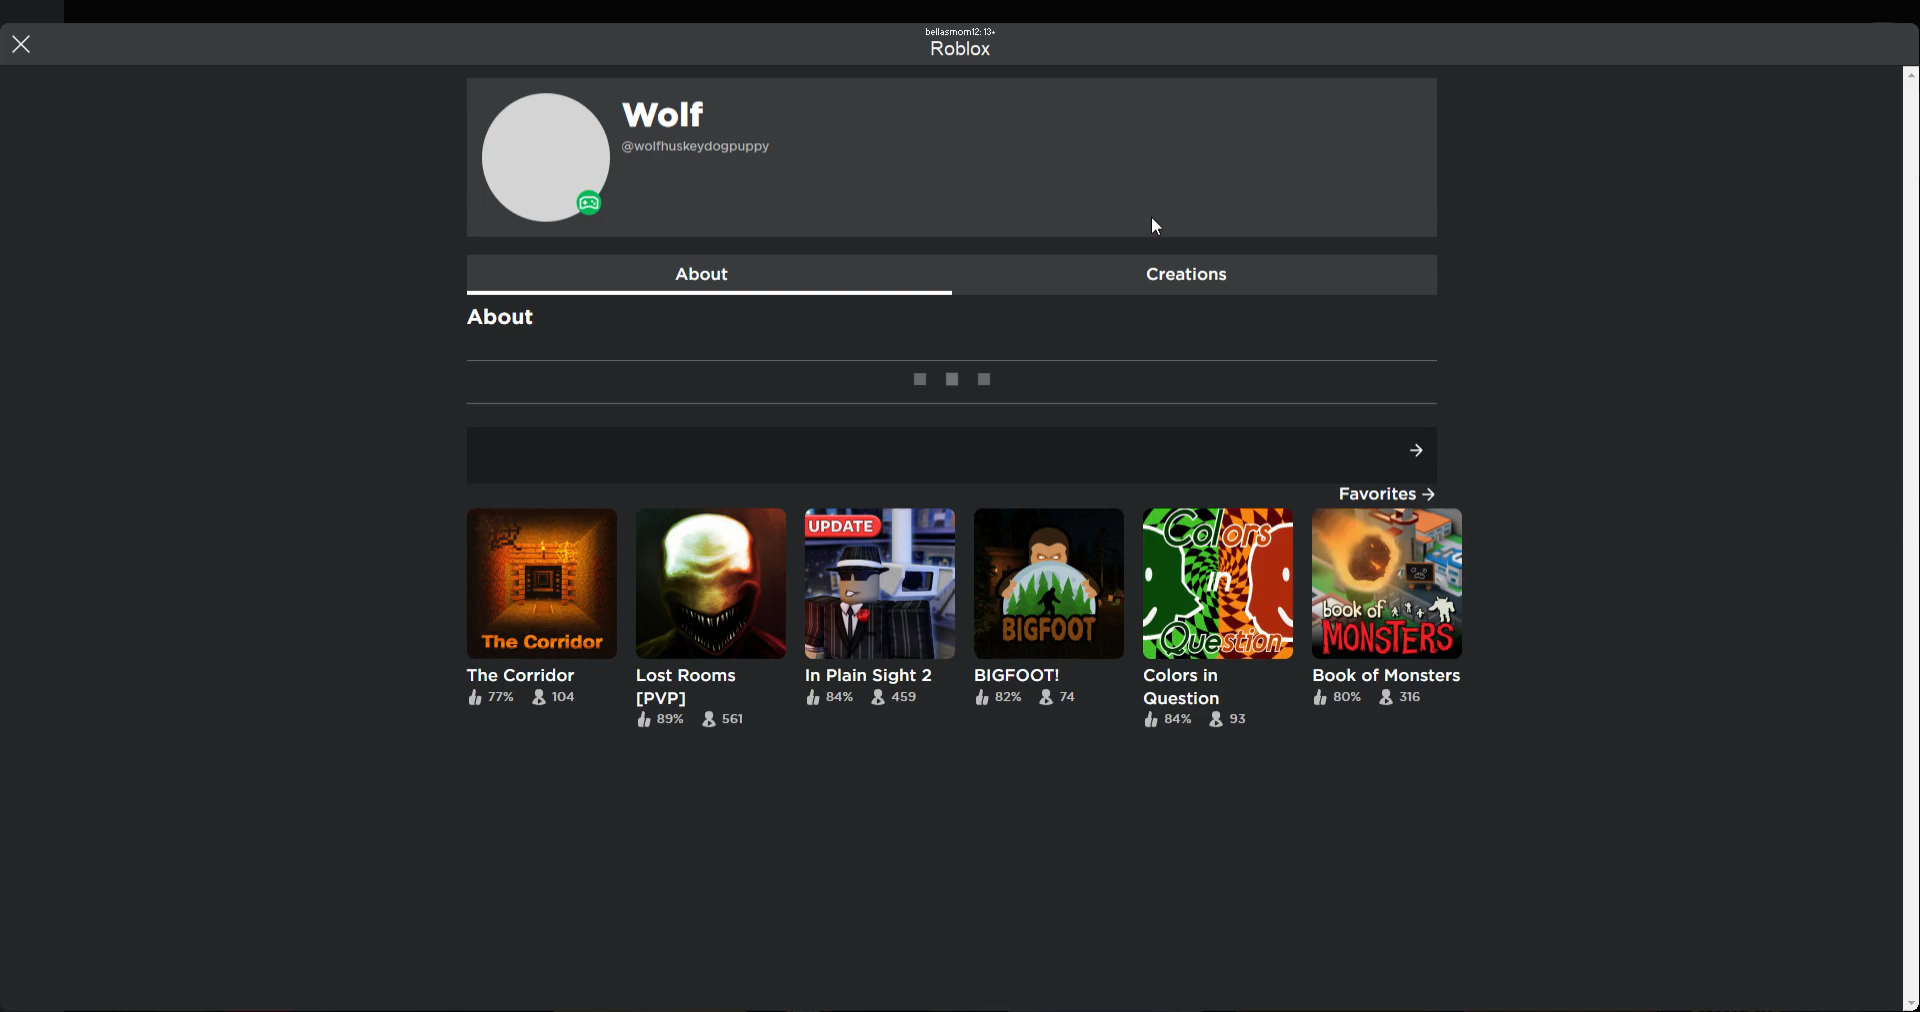 bellasmom12: 13+
Roblox
Wolf
@wolfhuskeydogpuppy
About
Creations
About
Favorites
The Corridor
UPDATE
BIGFOOT
Colors
in
Question
book of
MONSTERS
The Corridor
77% 104
Lost Rooms
[PVP]
89% 561
In Plain Sight 2
84% 459
BIGFOOT!
82% 74
Colors in
Question
84% 93
Book of Monsters
80% 316